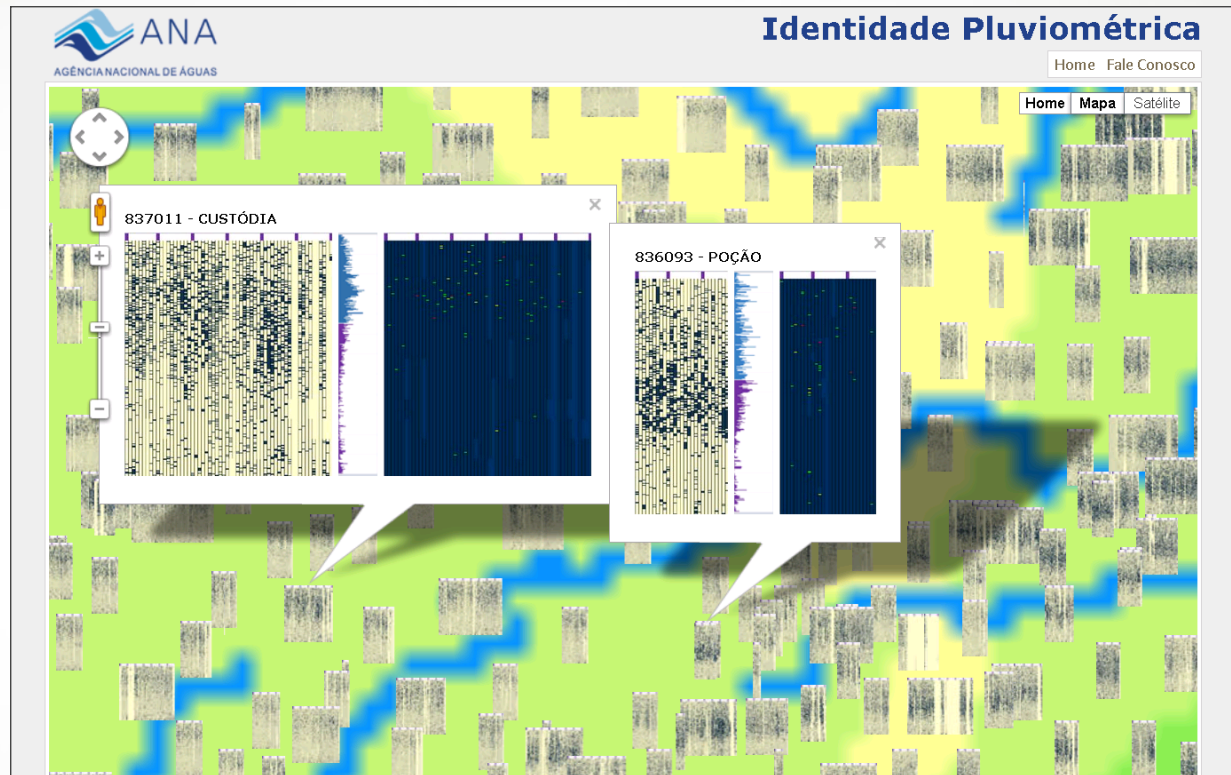 ANA
AGÊNCIA NACIONAL DE ÁGUAS
Identidade Pluviométrica
Home Fale Conosco
Home Mapa Satélite
837011 - CUSTÓDIA
836093 - POÇÃO